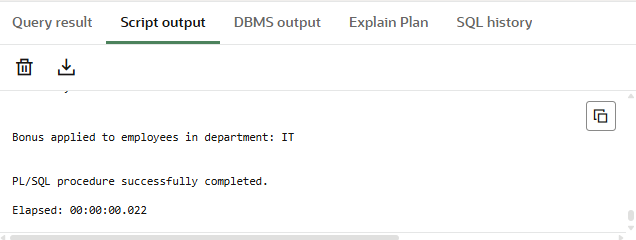 Query result Script output DBMS output Explain Plan SQL history
Bonus applied to employees in department: IT
PL/SQL procedure successfully completed.
Elapsed: 00:00:00.022